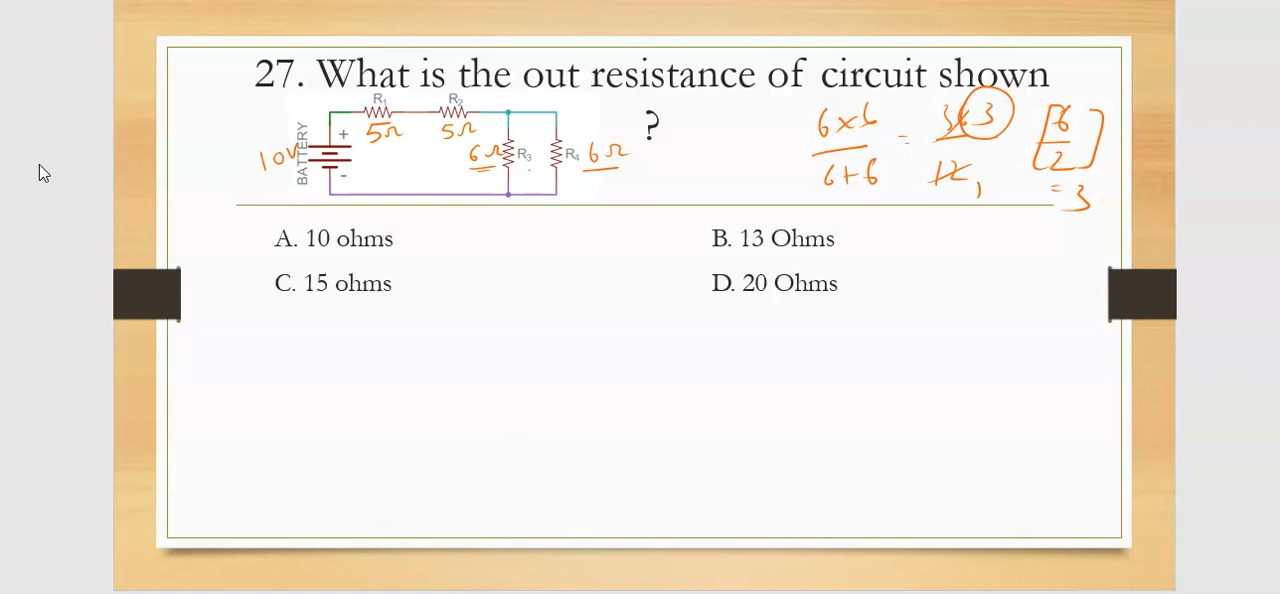 27. What is the out resistance of circuit shown
?
R₁ R₂
5Ω 5Ω
10V BATTERY + -
6Ω R₃ R₄ 6Ω
6×6 / 6+6 = 36 3 / 12 1
[6/2]
= 3
A. 10 ohms
B. 13 Ohms
C. 15 ohms
D. 20 Ohms